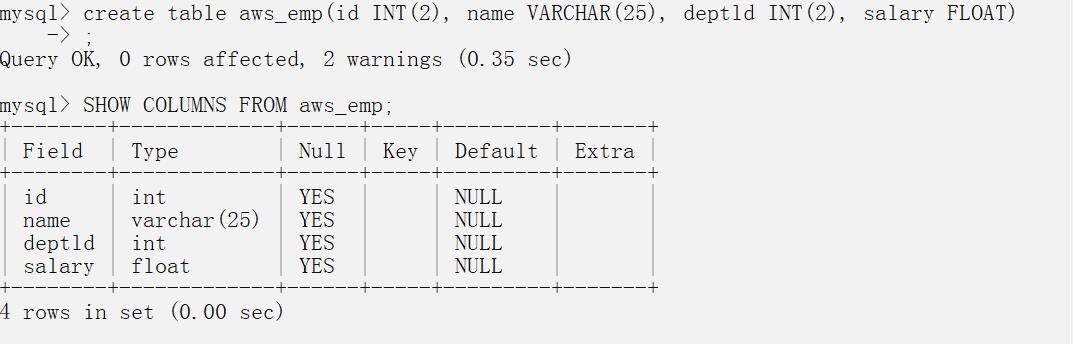 mysql> create table aws_emp(id INT(2), name VARCHAR(25), deptld INT(2), salary FLOAT)
    -> ;
Query OK, 0 rows affected, 2 warnings (0.35 sec)

mysql> SHOW COLUMNS FROM aws_emp;
+--------+-------------+------+-----+---------+-------+
| Field  | Type        | Null | Key | Default | Extra |
+--------+-------------+------+-----+---------+-------+
| id     | int         | YES  |     | NULL    |       |
| name   | varchar(25) | YES  |     | NULL    |       |
| deptld | int         | YES  |     | NULL    |       |
| salary | float       | YES  |     | NULL    |       |
+--------+-------------+------+-----+---------+-------+
4 rows in set (0.00 sec)